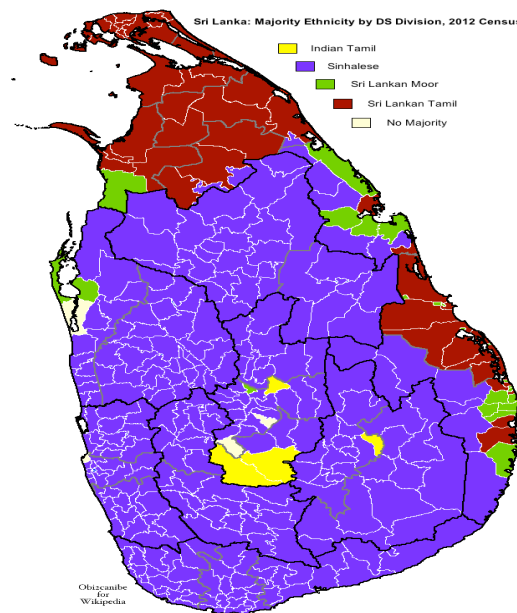 Sri Lanka: Majority Ethnicity by DS Division, 2012 Census
Indian Tamil
Sinhalese
Sri Lankan Moor
Sri Lankan Tamil
No Majority
Obi2canibe
for
Wikipedia